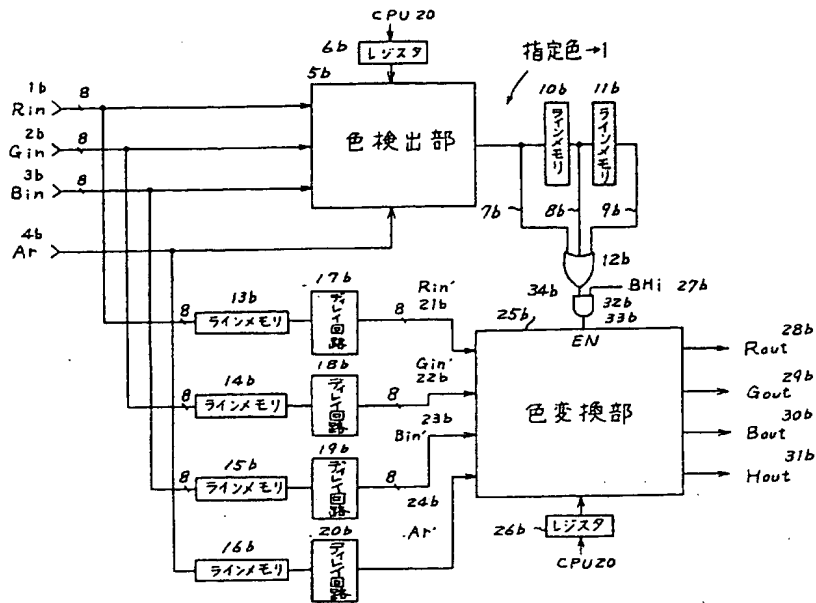 CPU20
6b
レジスタ
5b
指定色→1
1b
8
Rin
2b
8
Gin
3b
8
Bin
4b
Ar
色検出部
10b
11b
ラインメモリ
ラインメモリ
7b
8b
9b
12b
34b
BHi
27b
32b
33b
13b
8
ラインメモリ
17b
ディレイ回路
8
Rin'
21b
14b
8
ラインメモリ
18b
ディレイ回路
8
Gin'
22b
15b
8
ラインメモリ
19b
ディレイ回路
8
Bin'
23b
24b
16b
ラインメモリ
20b
ディレイ回路
Ar'
25b
EN
色変換部
28b
Rout
29b
Gout
30b
Bout
31b
Hout
26b
レジスタ
CPU20